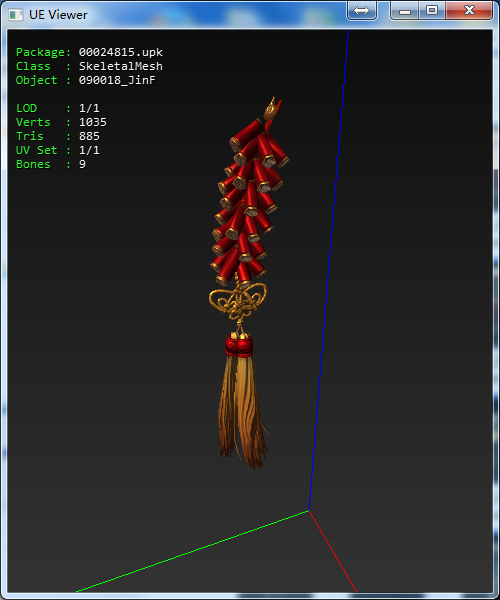 UE Viewer
Package: 00024815.upk
Class : SkeletalMesh
Object : 090018_JinF
LOD : 1/1
Verts : 1035
Tris : 885
UV Set : 1/1
Bones : 9